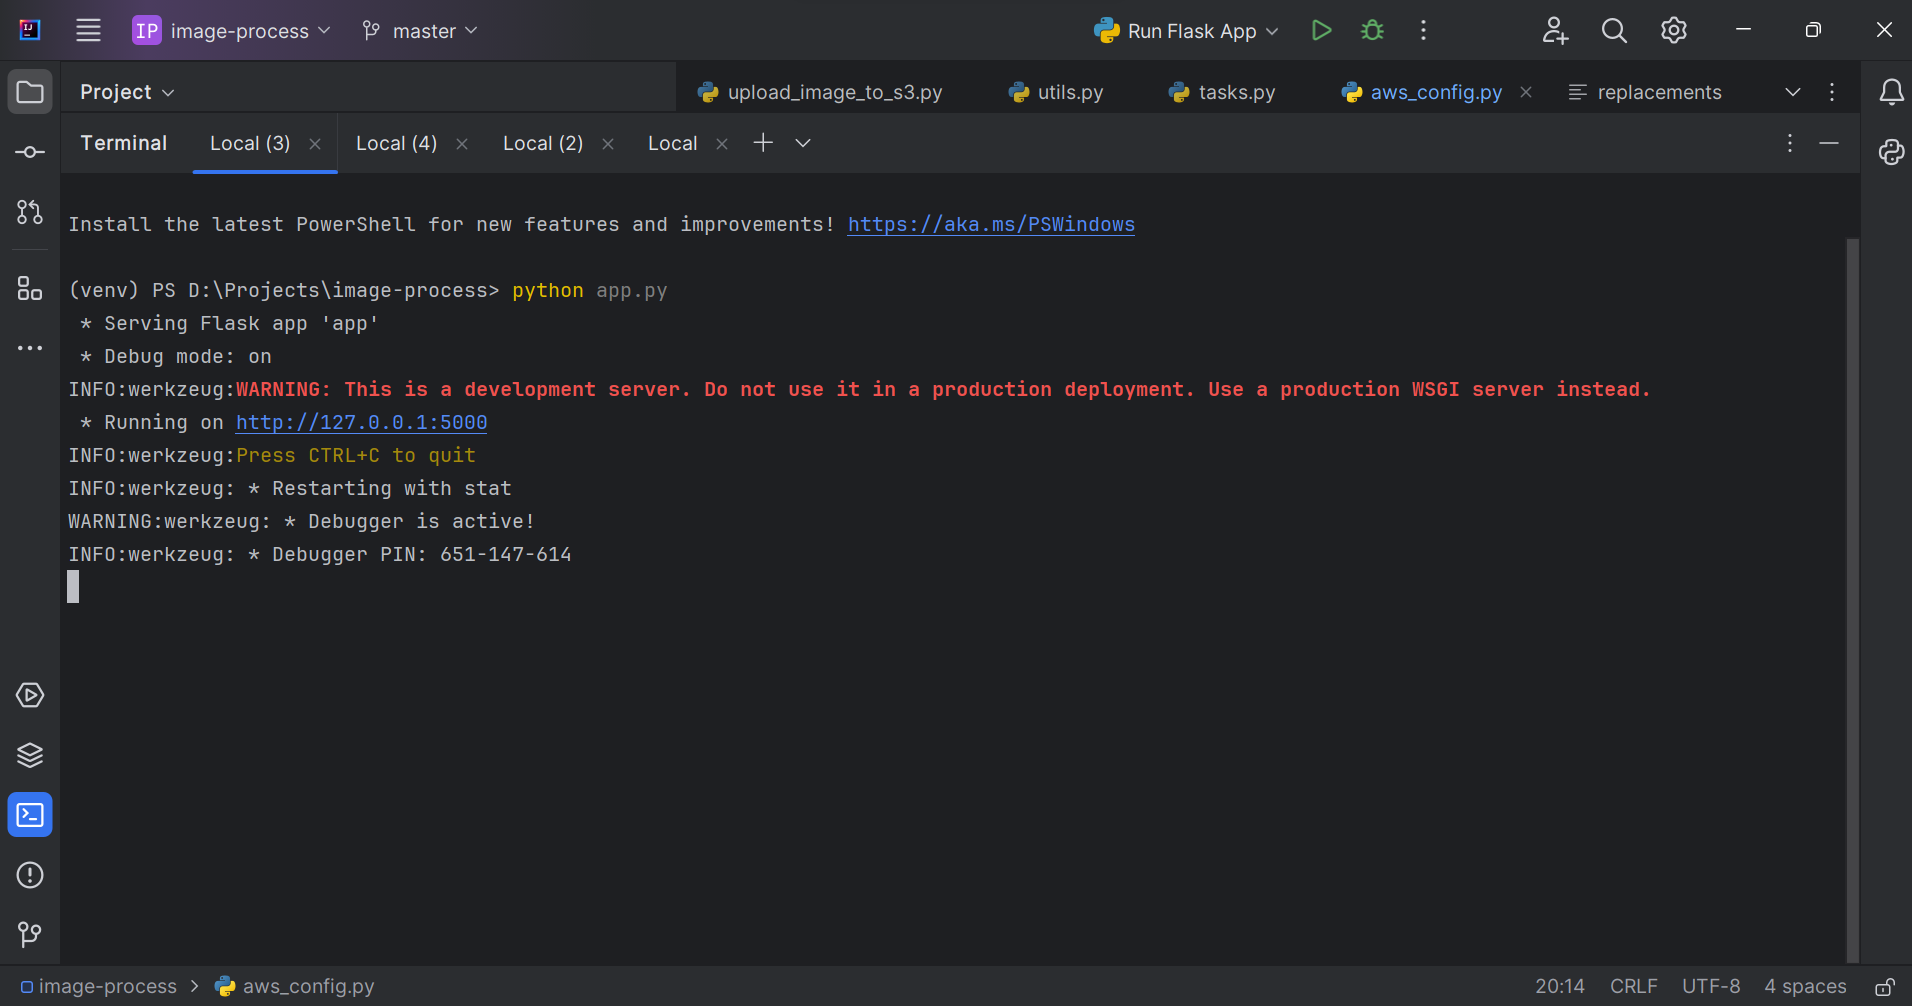 IJ
IP image-process master Run Flask App
Project upload_image_to_s3.py utils.py tasks.py aws_config.py replacements
Terminal Local (3) Local (4) Local (2) Local
Install the latest PowerShell for new features and improvements! https://aka.ms/PSWindows
(venv) PS D:\Projects\image-process> python app.py
* Serving Flask app 'app'
* Debug mode: on
INFO:werkzeug:WARNING: This is a development server. Do not use it in a production deployment. Use a production WSGI server instead.
* Running on http://127.0.0.1:5000
INFO:werkzeug:Press CTRL+C to quit
INFO:werkzeug: * Restarting with stat
WARNING:werkzeug: * Debugger is active!
INFO:werkzeug: * Debugger PIN: 651-147-614
image-process > aws_config.py 20:14 CRLF UTF-8 4 spaces